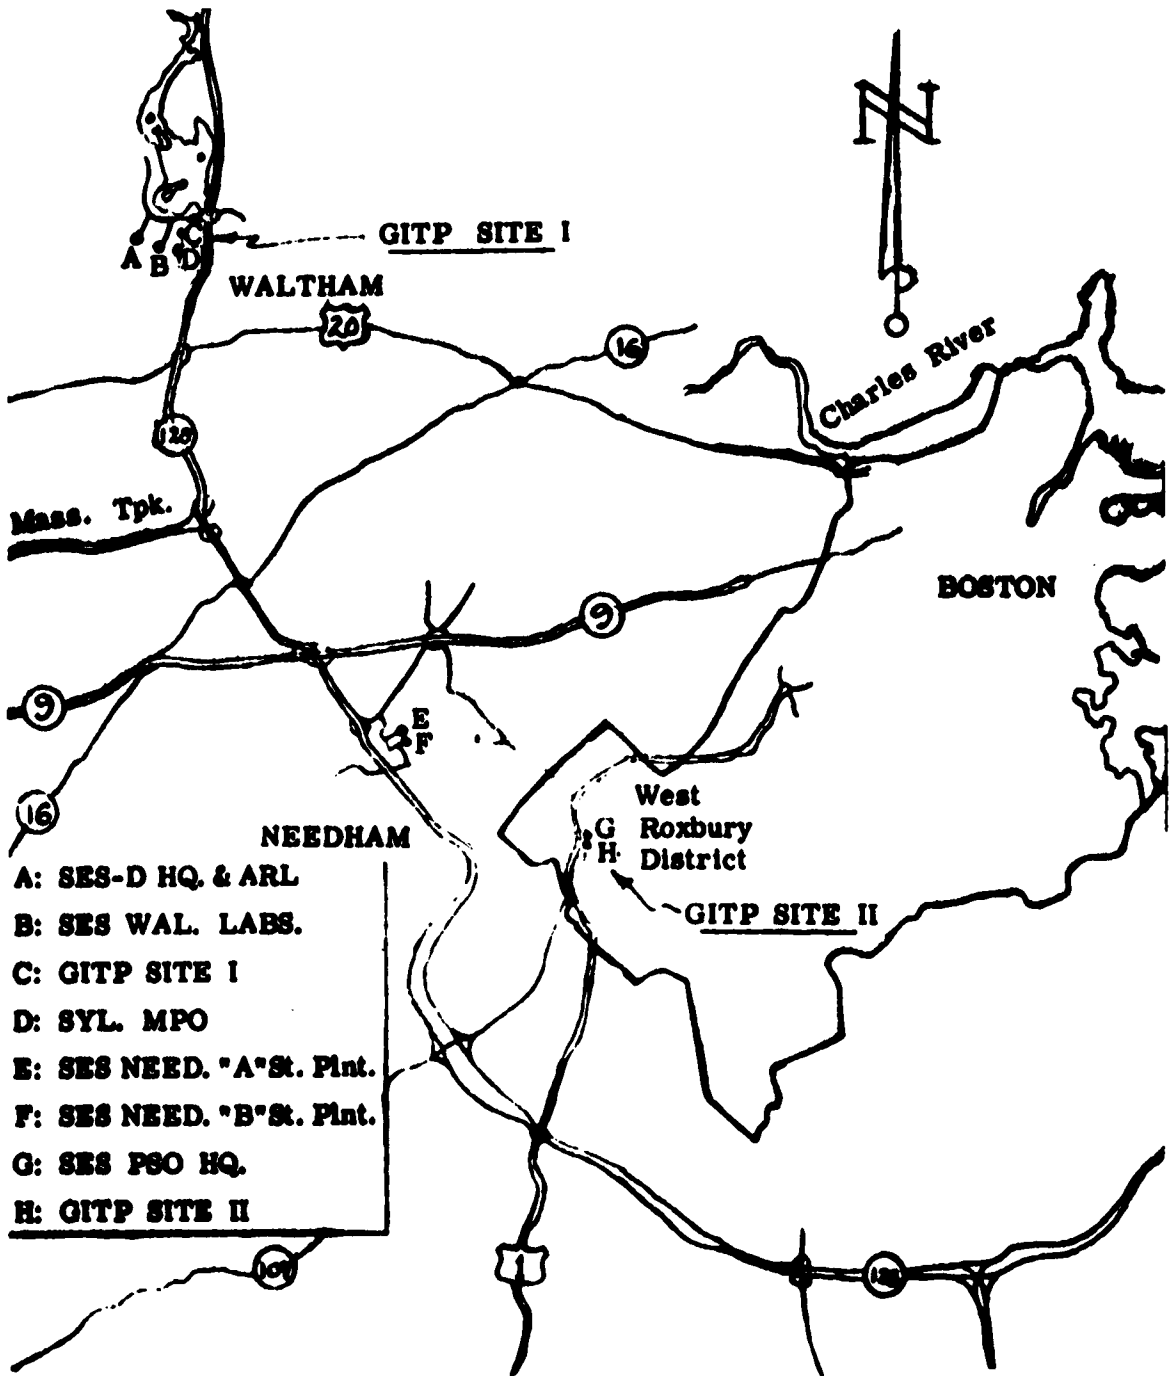 N
C
GITP SITE I
A B D
WALTHAM
20
16
Charles River
128
Mass. Tpk.
BOSTON
9
9
E
F
16
West
G Roxbury
H District
NEEDHAM
GITP SITE II
A: SES-D HQ. & ARL
B: SES WAL. LABS.
C: GITP SITE I
D: SYL. MPO
E: SES NEED. "A"St. Plnt.
F: SES NEED. "B"St. Plnt.
G: SES PSO HQ.
H: GITP SITE II
109
1
128